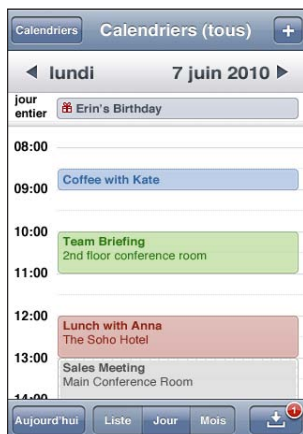 Calendriers
Calendriers (tous)
+
lundi
7 juin 2010
jour
entier
Erin's Birthday
08:00
Coffee with Kate
09:00
10:00
Team Briefing
2nd floor conference room
11:00
12:00
Lunch with Anna
The Soho Hotel
13:00
Sales Meeting
Main Conference Room
14:00
Aujourd'hui
Liste
Jour
Mois
1